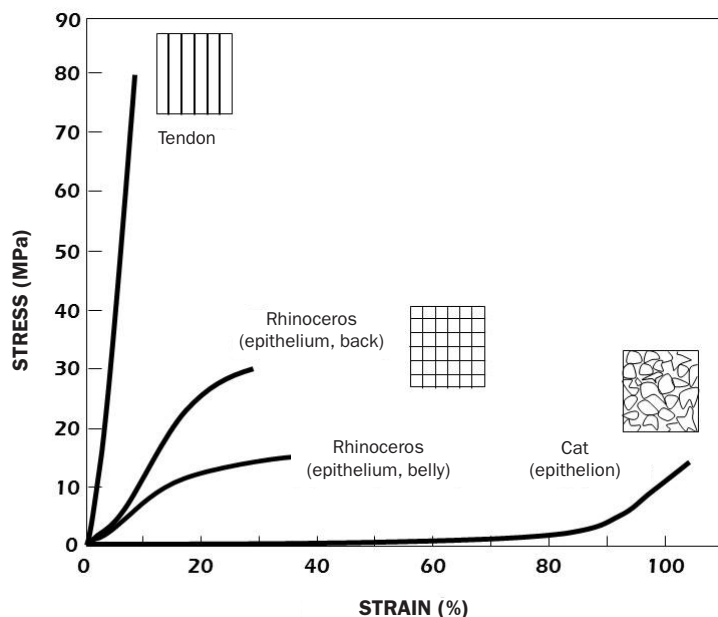 90
80
70
60
50
40
30
20
10
0
STRESS (MPa)
Tendon
Rhinoceros
(epithelium, back)
Rhinoceros
(epithelium, belly)
Cat
(epithelion)
0 20 40 60 80 100
STRAIN (%)